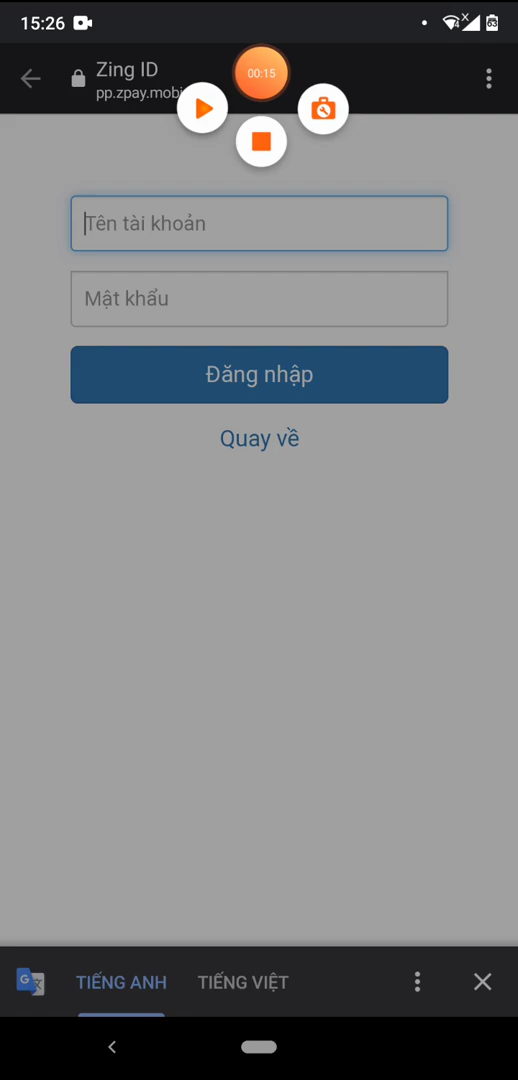 15:26
63
Zing ID
pp.zpay.mobi
00:15
Tên tài khoản
Mật khẩu
Đăng nhập
Quay về
TIẾNG ANH
TIẾNG VIỆT